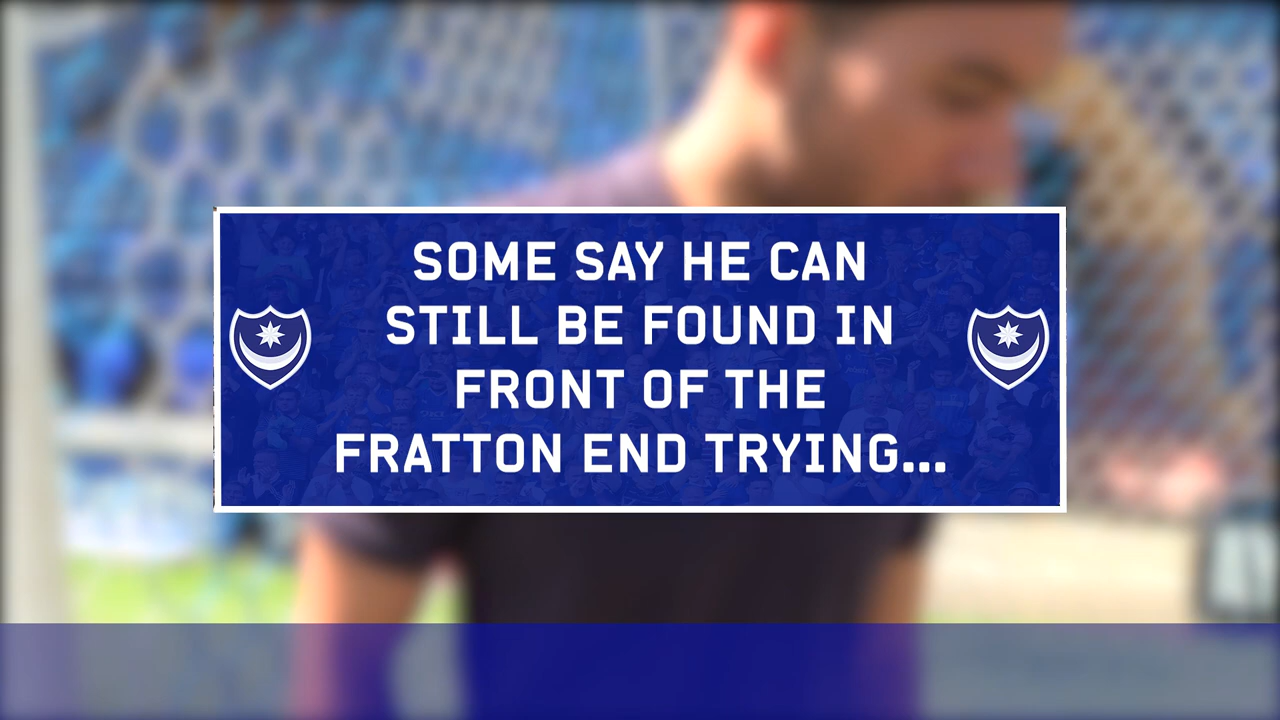 SOME SAY HE CAN
STILL BE FOUND IN
FRONT OF THE
FRATTON END TRYING...